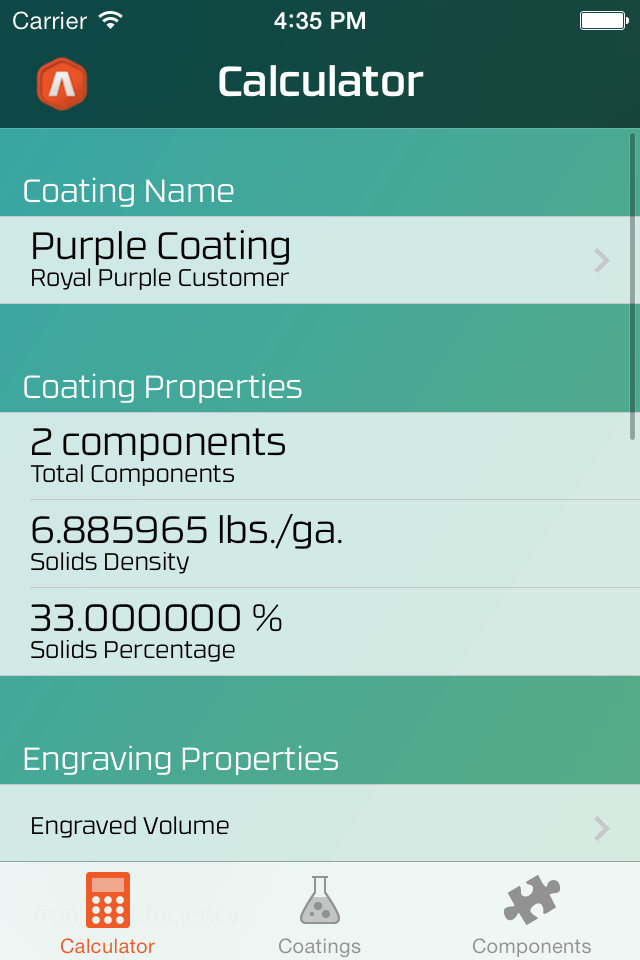 Carrier 4:35 PM
Calculator
Coating Name
Purple Coating
Royal Purple Customer
Coating Properties
2 components
Total Components
6.885965 lbs./ga.
Solids Density
33.000000 %
Solids Percentage
Engraving Properties
Engraved Volume
Efficiency
Calculator Coatings Components